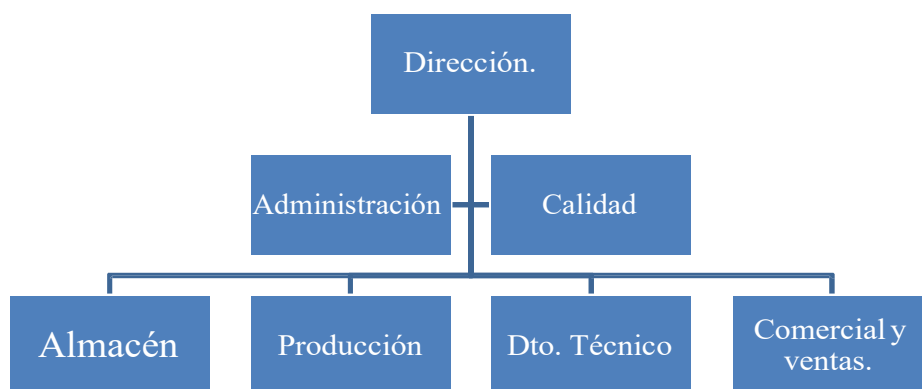 Dirección.
Administración
Calidad
Almacén
Producción
Dto. Técnico
Comercial y
ventas.